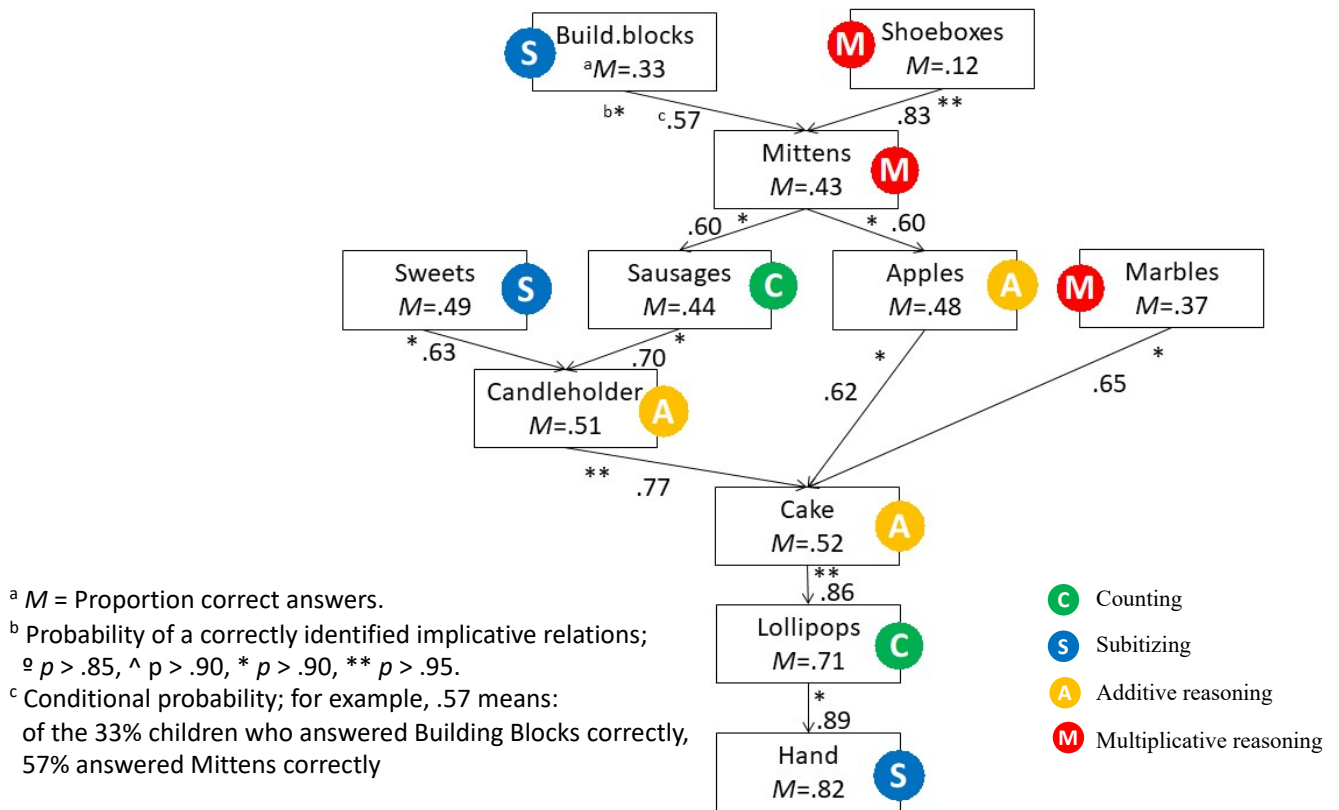 Build.blocks
S
ᵃM=.33
Shoeboxes
M
M=.12
ᵇ*
ᶜ.57
.83 **
Mittens
M=.43
M
.60 *
* .60
Sweets
M=.49
S
Sausages
M=.44
C
Apples
M=.48
A
Marbles
M
M=.37
* .63
.70 *
*
.62
*
.65
Candleholder
M=.51
A
** .77
Cake
M=.52
A
**
.86
Lollipops
M=.71
C
*
.89
Hand
M=.82
S
ᵃ M = Proportion correct answers.
ᵇ Probability of a correctly identified implicative relations;
º p > .85, ^ p > .90, * p > .90, ** p > .95.
ᶜ Conditional probability; for example, .57 means:
of the 33% children who answered Building Blocks correctly,
57% answered Mittens correctly
C Counting
S Subitizing
A Additive reasoning
M Multiplicative reasoning